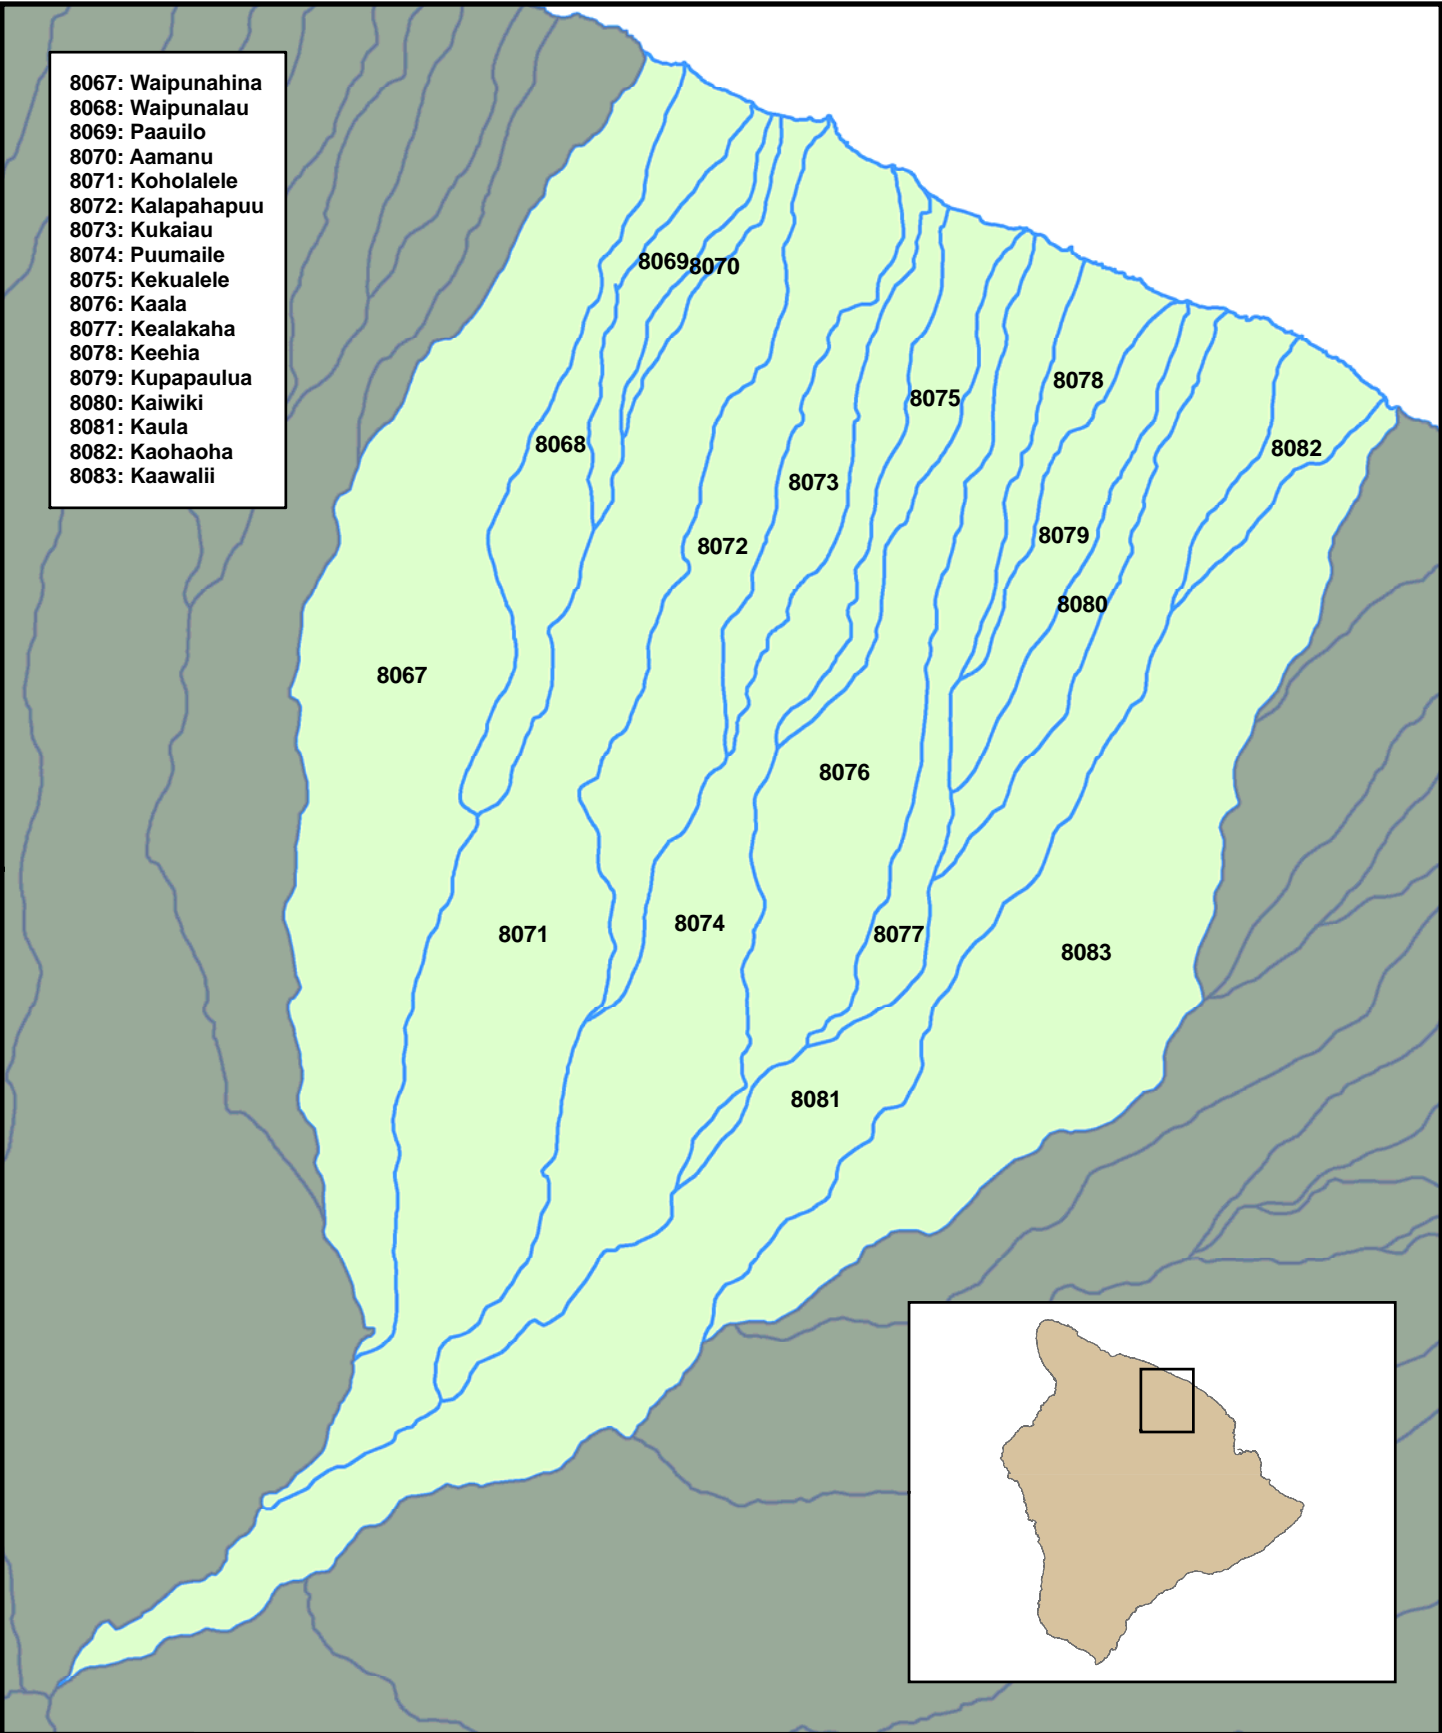 8067: Waipunahina
8068: Waipunalau
8069: Paauilo
8070: Aamanu
8071: Koholalele
8072: Kalapahapuu
8073: Kukaiau
8074: Puumaile
8075: Kekualele
8076: Kaala
8077: Kealakaha
8078: Keehia
8079: Kupapaulua
8080: Kaiwiki
8081: Kaula
8082: Kaohaoha
8083: Kaawalii
8069
8070
8078
8075
8068
8082
8073
8079
8072
8080
8067
8076
8074
8071
8077
8083
8081